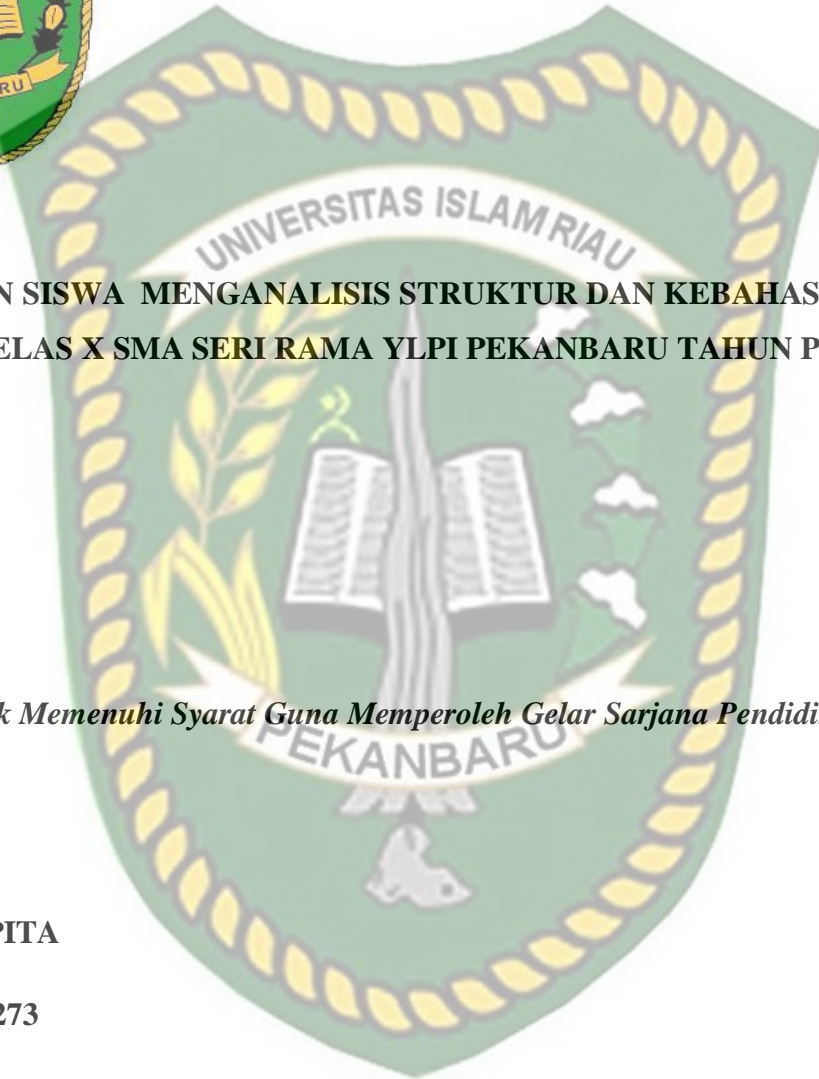 RU
UNIVERSITAS ISLAM RIAU
N SISWA MENGANALISIS STRUKTUR DAN KEBAHAS
ELAS X SMA SERI RAMA YLPI PEKANBARU TAHUN P
k Memenuhi Syarat Guna Memperoleh Gelar Sarjana Pendidi
PEKANBARU
PITA
273